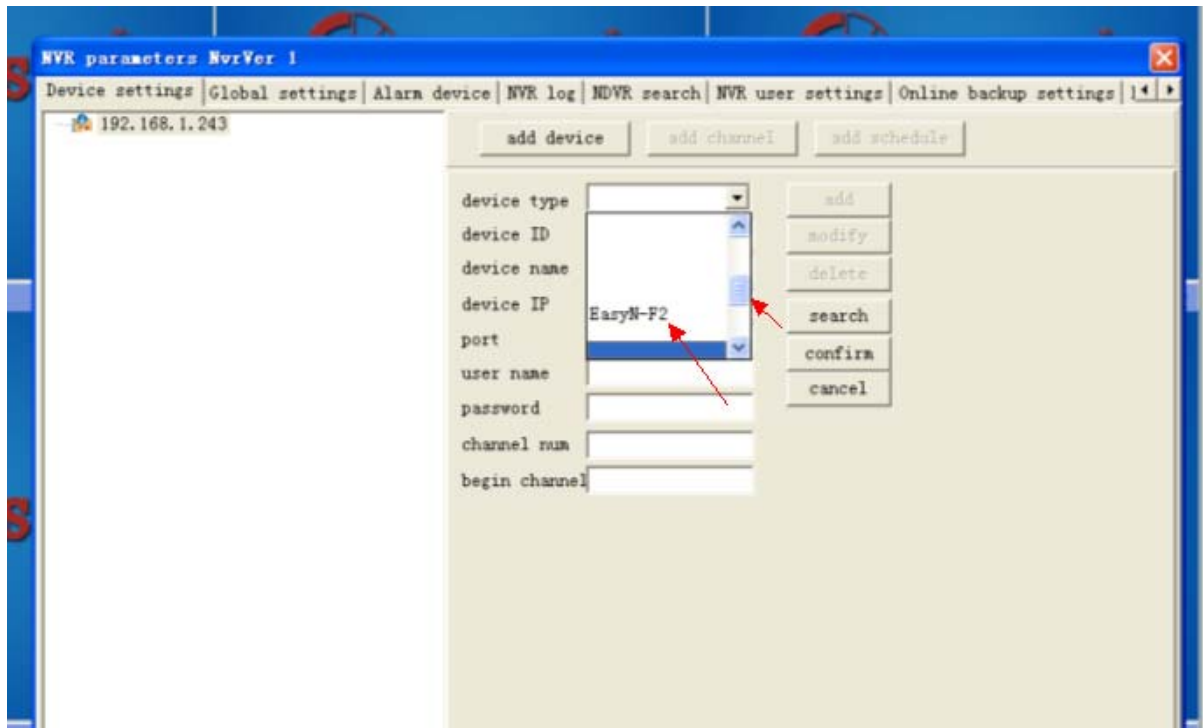 NVR parameters NvrVer 1
Device settings Global settings Alarm device NVR log NDVR search NVR user settings Online backup settings
192.168.1.243
add device add channel add schedule
device type add
device ID modify
device name delete
device IP EasyN-F2 search
port confirm
user name cancel
password
channel num
begin channel